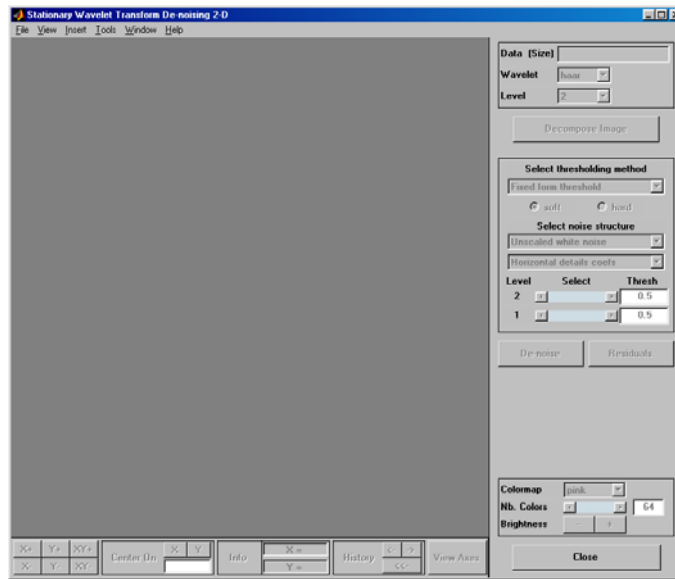 Stationary Wavelet Transform De-noising 2-D
File View Insert Tools Window Help
Data (Size)
Wavelet haar
Level 2
Decompose Image
Select thresholding method
Fixed form threshold
soft hard
Select noise structure
Unscaled white noise
Horizontal details coefs
Level Select Thresh
2 0.5
1 0.5
De-noise Residuals
Colormap pink
Nb. Colors 64
Brightness - +
X+ Y+ XY+ Center On X Y Info X = History <- -> View Axes
X- Y- XY- Y = <<-
Close